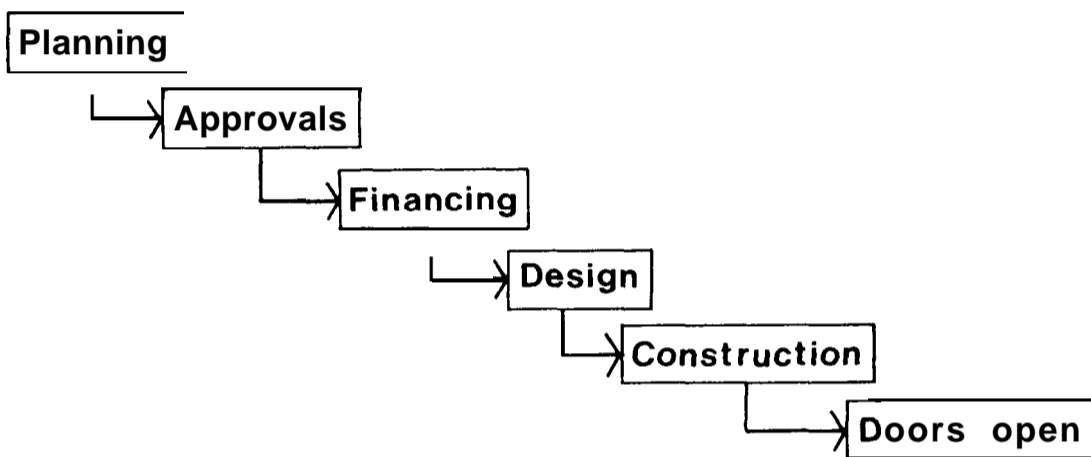 Planning
Approvals
Financing
Design
Construction
Doors open